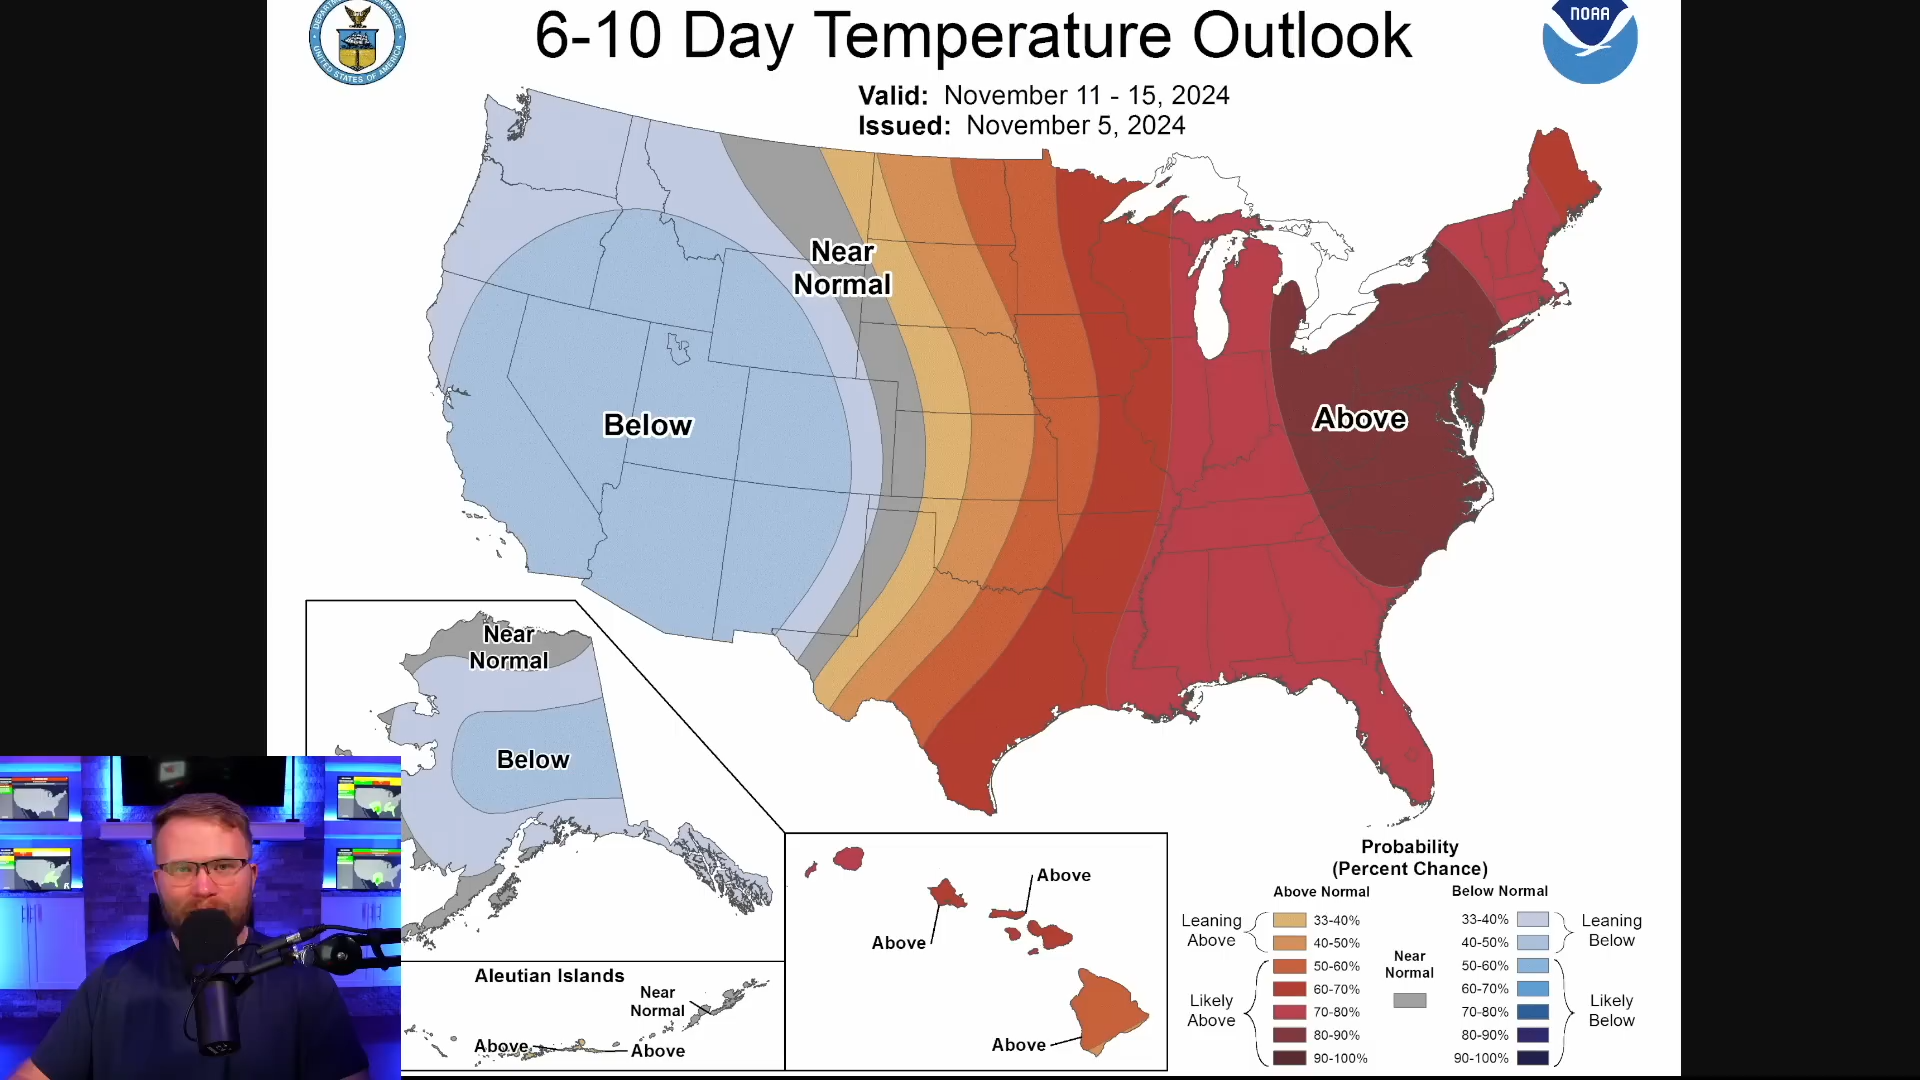 6-10 Day Temperature Outlook
NOAA
UNITED STATES OF AMERICA
Valid: November 11 - 15, 2024
Issued: November 5, 2024
Near
Normal
Below
Above
Near
Normal
Below
Aleutian Islands
Near
Normal
Above
Above
Above
Above
Above
Probability
(Percent Chance)
Above Normal
Below Normal
Leaning
Above
33-40%
40-50%
Likely
Above
50-60%
60-70%
70-80%
80-90%
90-100%
Near
Normal
33-40%
40-50%
Leaning
Below
50-60%
60-70%
70-80%
80-90%
90-100%
Likely
Below